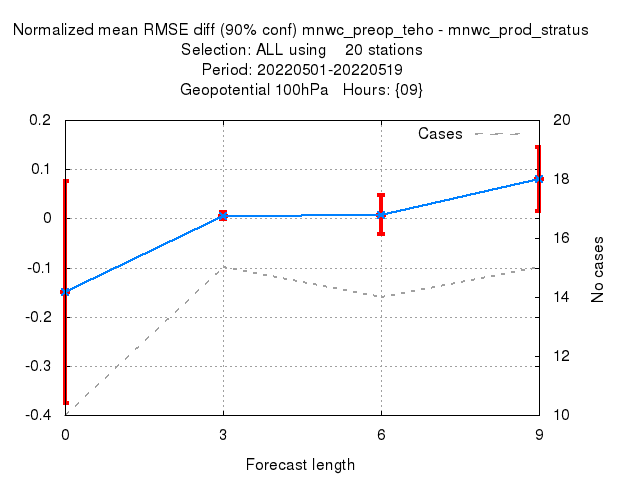 Normalized mean RMSE diff (90% conf) mnwc_preop_teho - mnwc_prod_stratus
Selection: ALL using 20 stations
Period: 20220501-20220519
Geopotential 100hPa Hours: {09}
Cases
0.2
0.1
0
-0.1
-0.2
-0.3
-0.4
20
18
16
14
12
10
No cases
0 3 6 9
Forecast length